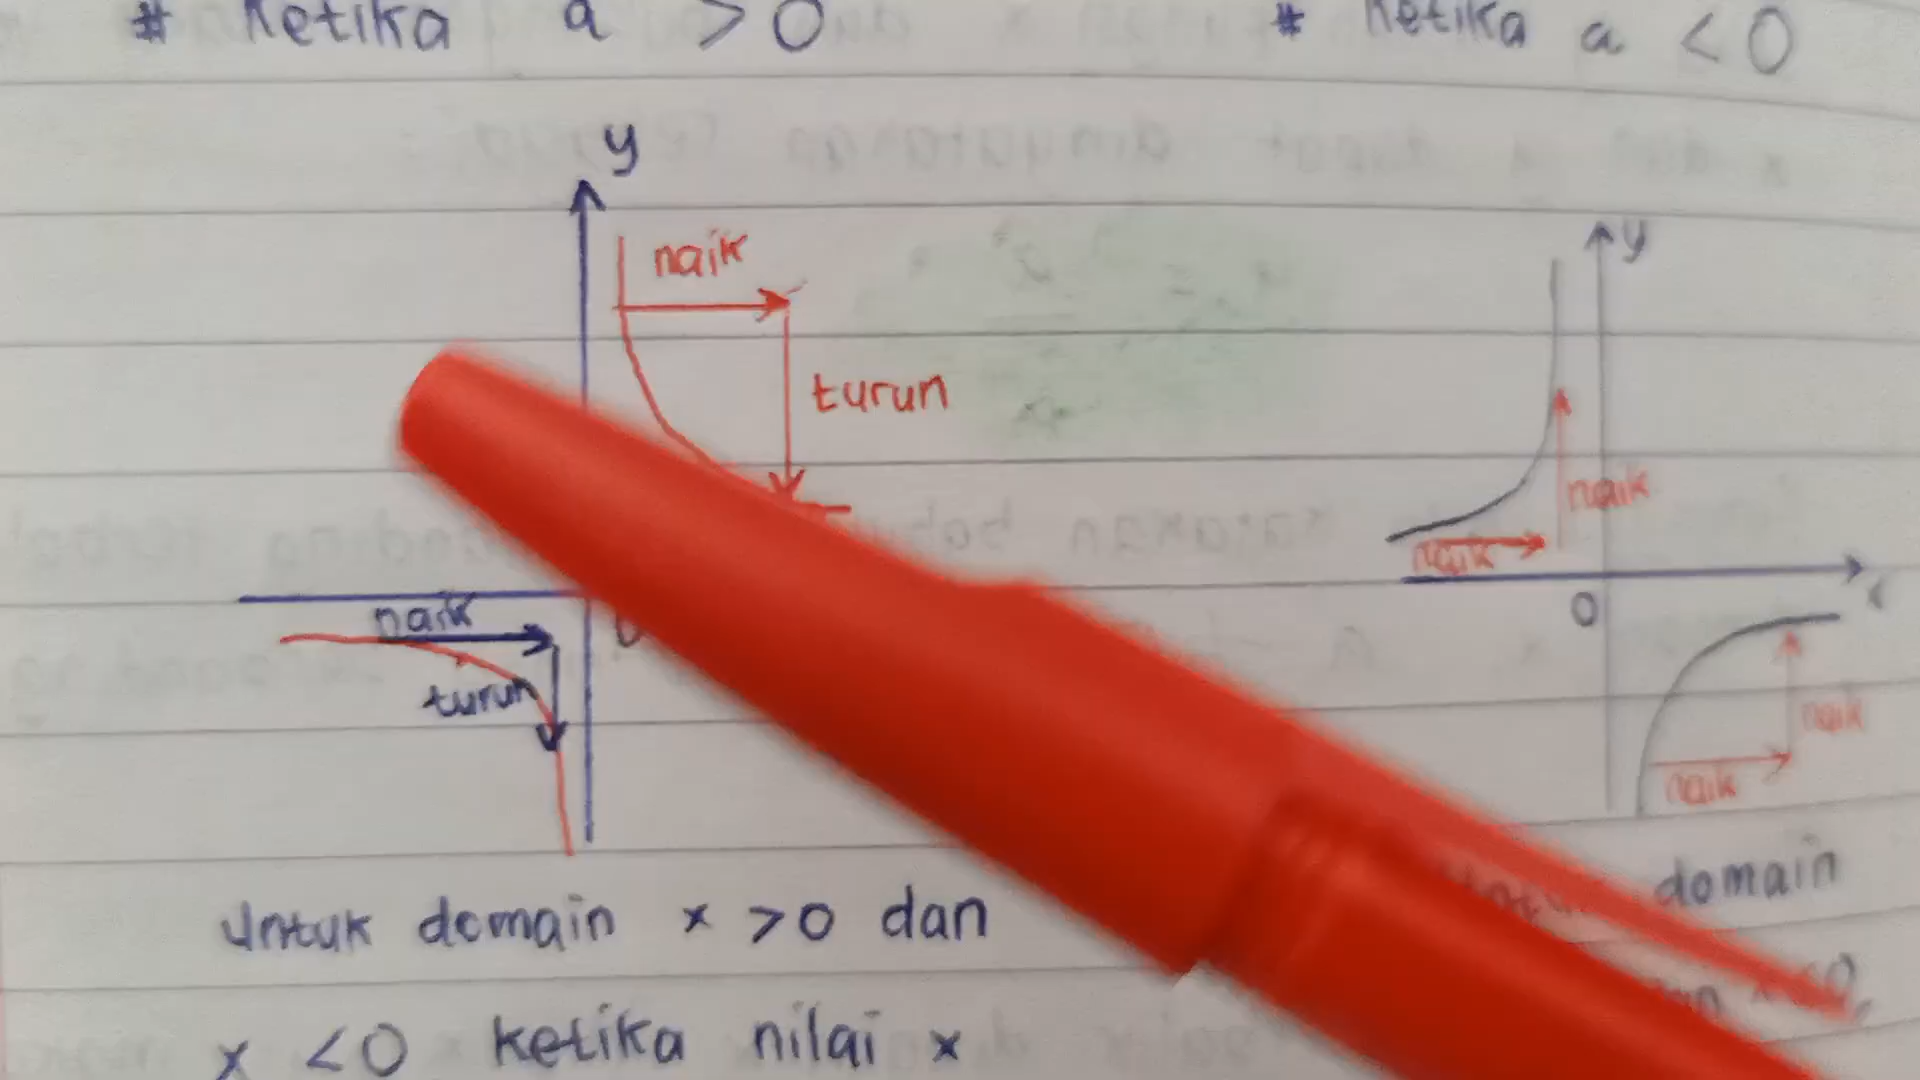 # Ketika a > 0
# Ketika a < 0
y
naik
turun
naik
turun
y
naik
naik
0
x
naik
naik
Untuk domain x > 0 dan
x < 0 ketika nilai x
domain